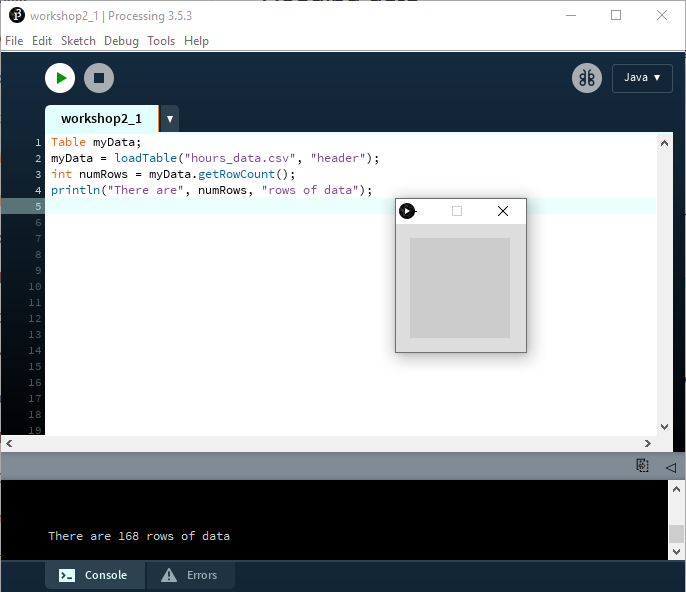 workshop2_1 | Processing 3.5.3
File Edit Sketch Debug Tools Help
Java ▾
workshop2_1 ▾
1 Table myData;
2 myData = loadTable("hours_data.csv", "header");
3 int numRows = myData.getRowCount();
4 println("There are", numRows, "rows of data");
5
6
7
8
9
10
11
12
13
14
15
16
17
18
19
There are 168 rows of data
Console Errors